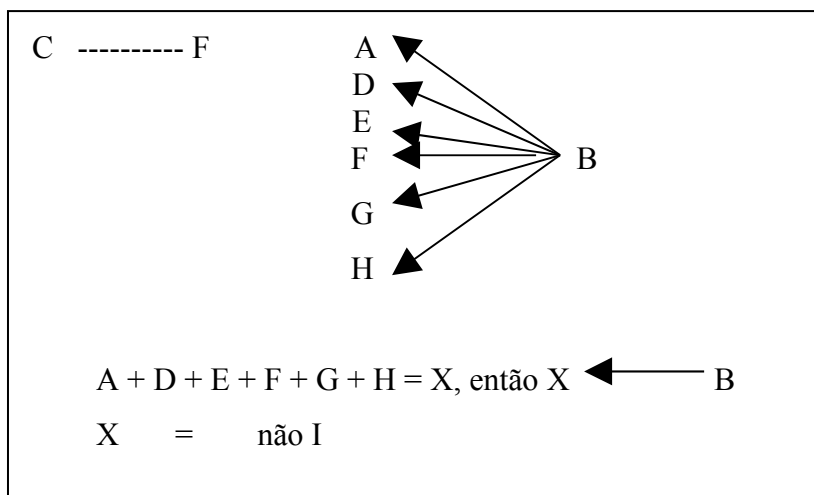 C ---------- F
A
D
E
F
B
G
H
A + D + E + F + G + H = X, então X B
X = não I